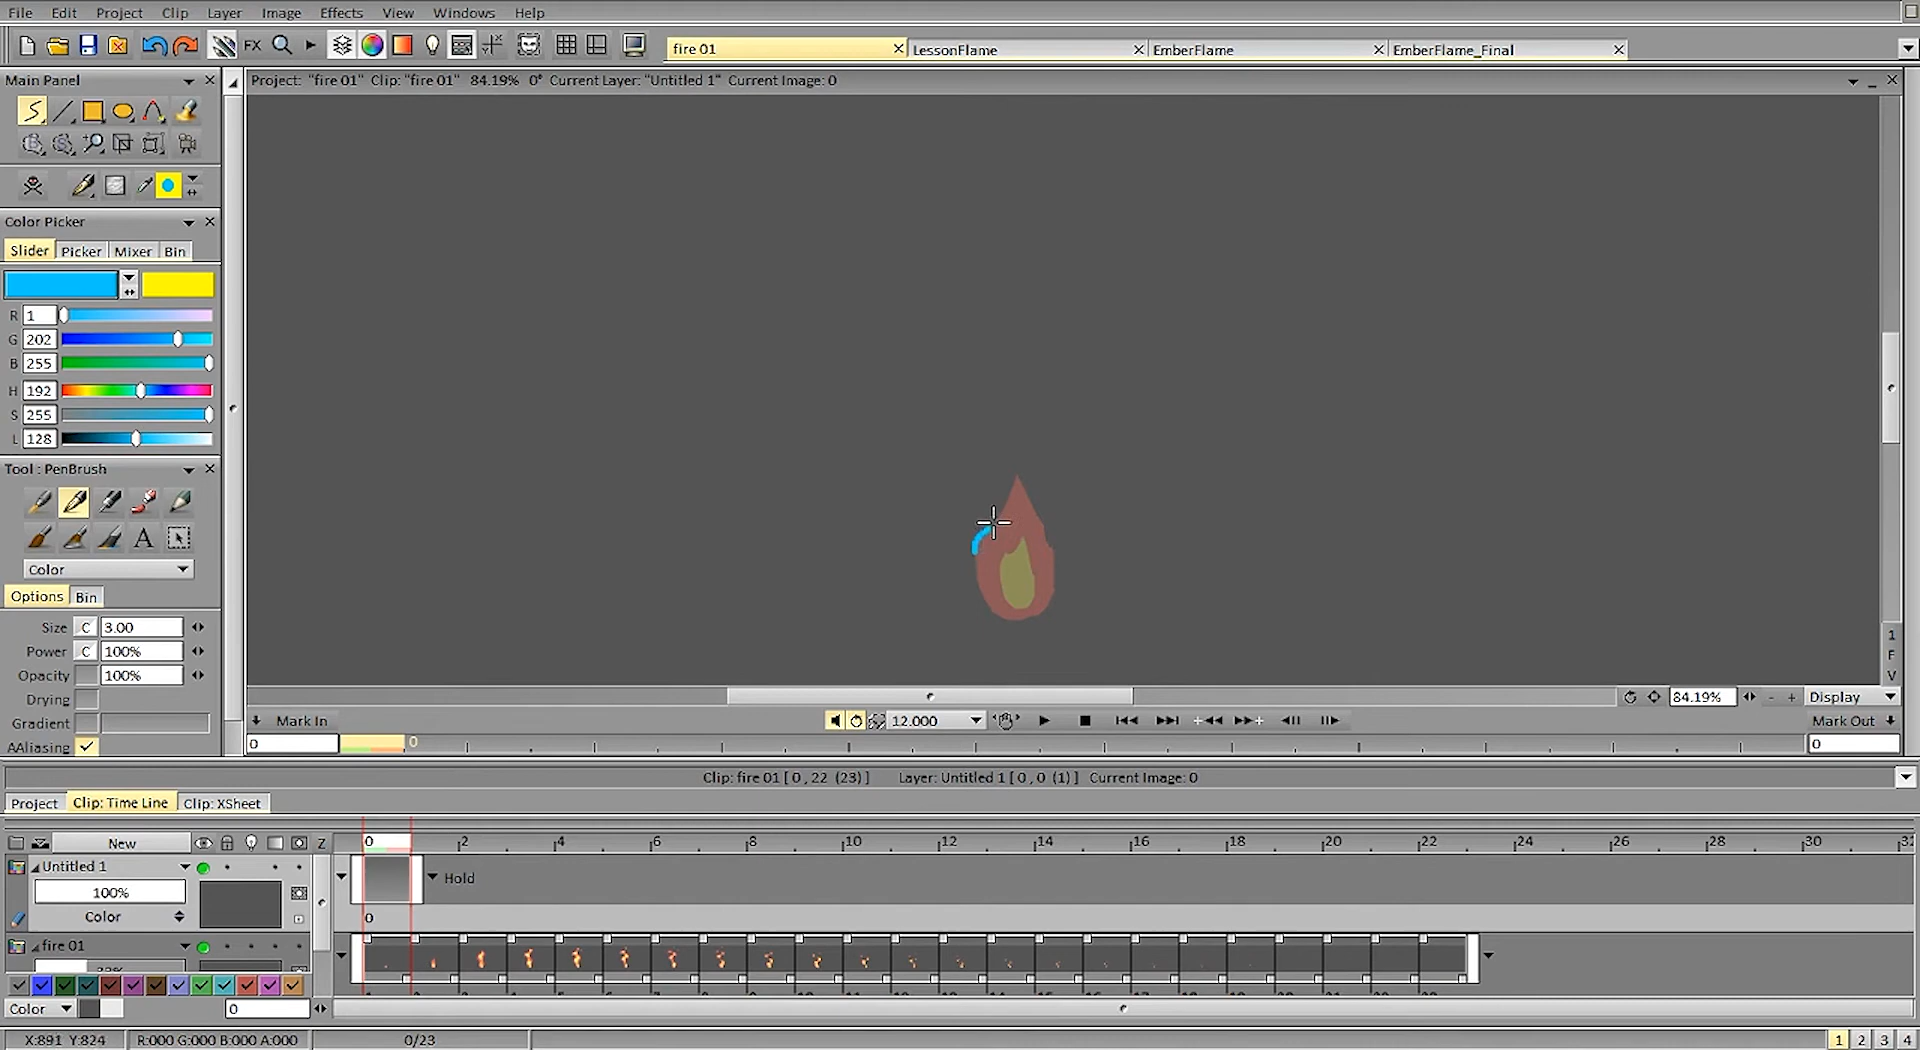 File Edit Project Clip Layer Image Effects View Windows Help
FX fire 01 LessonFlame EmberFlame EmberFlame_Final
Main Panel
Project: "fire 01" Clip: "fire 01" 84.19% 0° Current Layer: "Untitled 1" Current Image: 0
Color Picker
Slider Picker Mixer Bin
R 1
G 202
B 255
H 192
S 255
L 128
Tool : PenBrush
A
Color
Options Bin
Size C 3.00
Power C 100%
Opacity 100%
Drying
Gradient
AAliasing
1
F
V
84.19% - + Display
Mark In 12.000 Mark Out
0 0 0
Clip: fire 01 [ 0 , 22 (23) ] Layer: Untitled 1 [ 0 , 0 (1) ] Current Image: 0
Project Clip: Time Line Clip: XSheet
New Z 0 2 4 6 8 10 12 14 16 18 20 22 24 26 28 30 32
Untitled 1
100% Hold
Color 0
fire 01
Color 0
X:891 Y:824 R:000 G:000 B:000 A:000 0/23 1 2 3 4